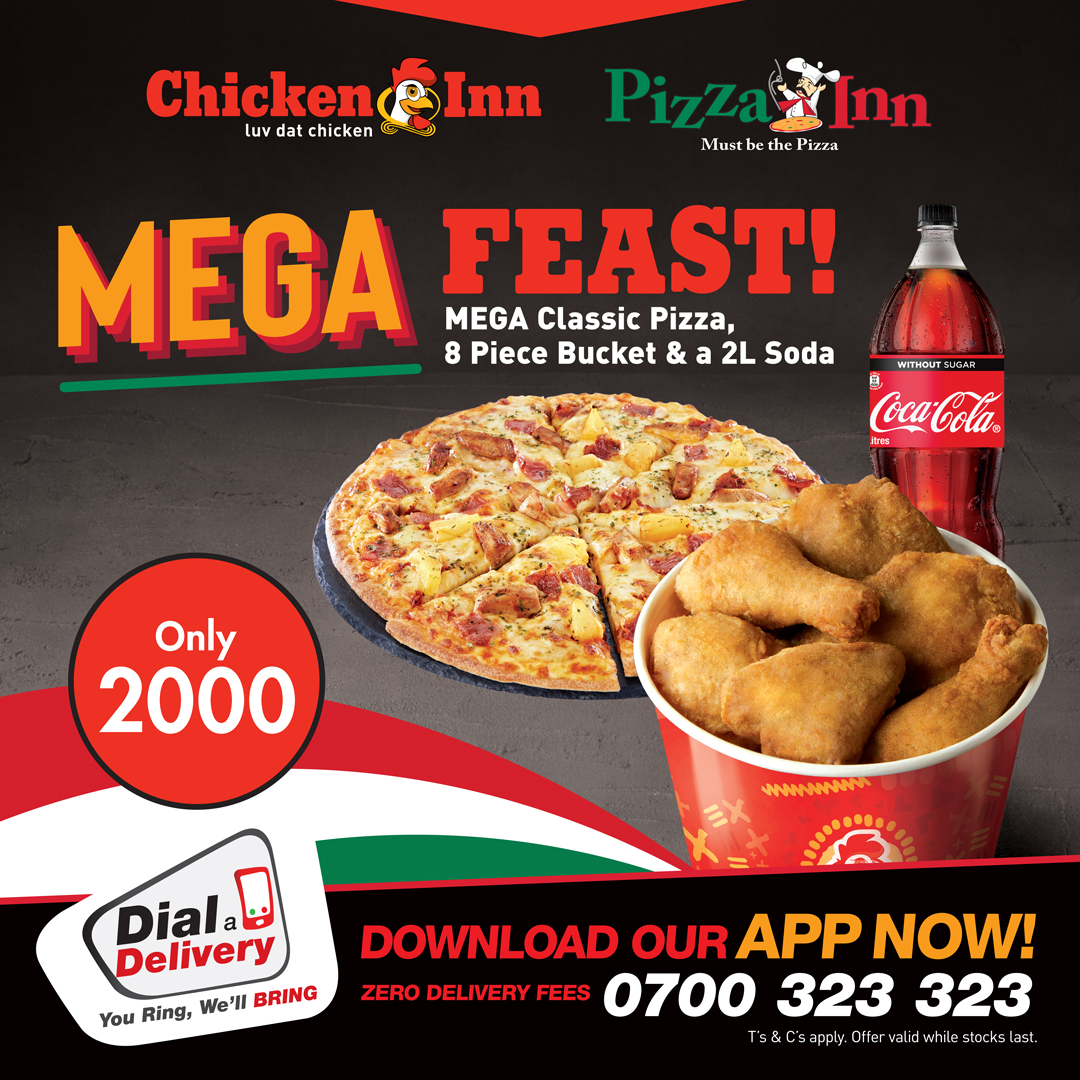 Chicken Inn
luv dat chicken
Pizza Inn
Must be the Pizza
MEGA FEAST!
MEGA Classic Pizza,
8 Piece Bucket & a 2L Soda
WITHOUT SUGAR
Coca-Cola®
itres
Only
2000
Dial a
Delivery
You Ring, We'll BRING
DOWNLOAD OUR APP NOW!
ZERO DELIVERY FEES 0700 323 323
T's & C's apply. Offer valid while stocks last.